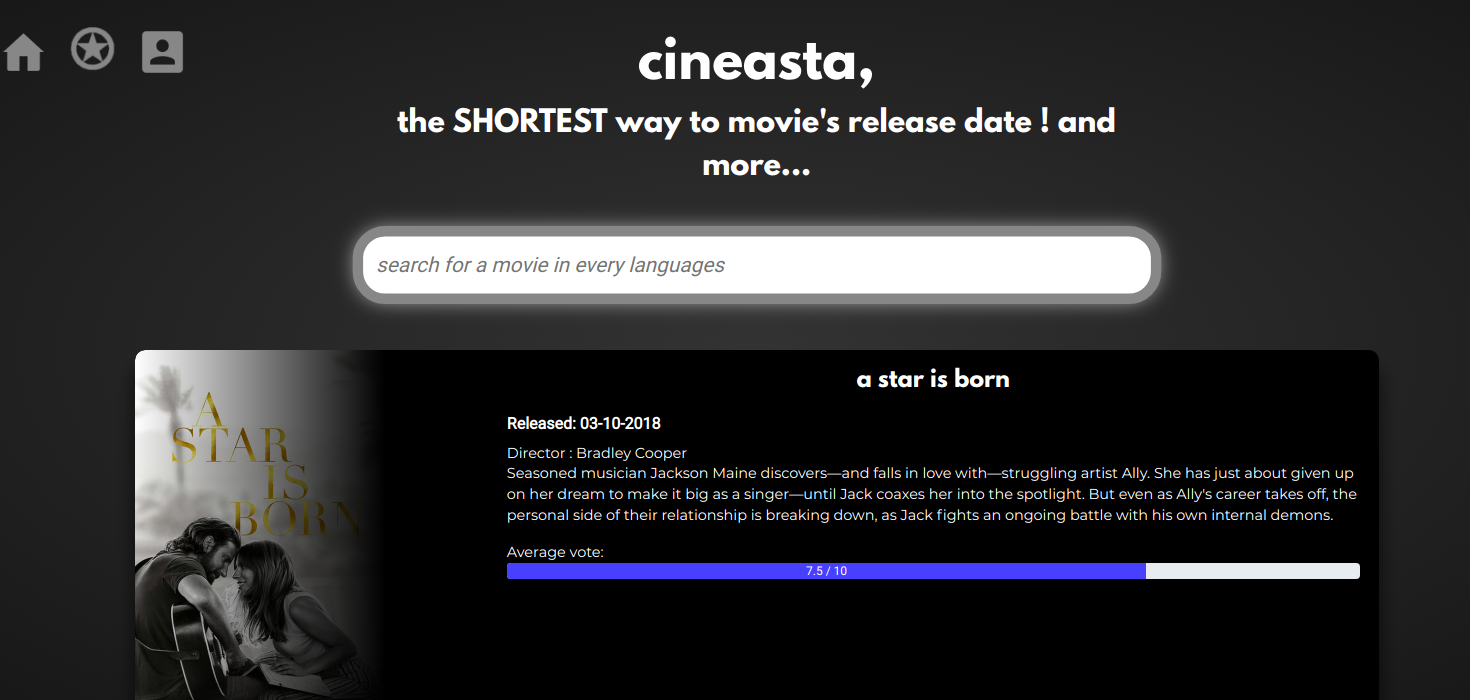 cineasta,
the SHORTEST way to movie's release date ! and
more...
search for a movie in every languages
a star is born
A
STAR
IS
BORN
Released: 03-10-2018
Director : Bradley Cooper
Seasoned musician Jackson Maine discovers—and falls in love with—struggling artist Ally. She has just about given up
on her dream to make it big as a singer—until Jack coaxes her into the spotlight. But even as Ally's career takes off, the
personal side of their relationship is breaking down, as Jack fights an ongoing battle with his own internal demons.
Average vote:
7.5 / 10